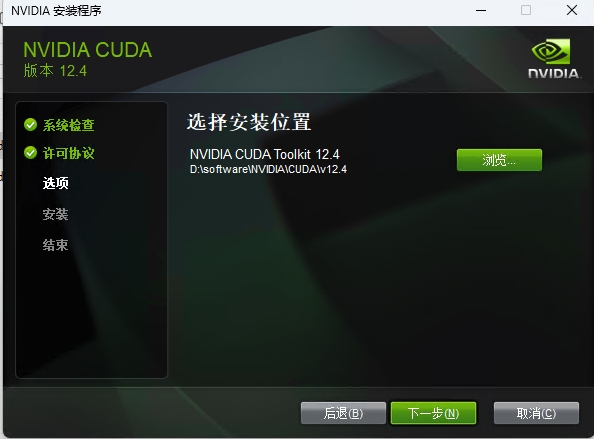 NVIDIA 安装程序
NVIDIA CUDA
版本 12.4
NVIDIA.
系统检查
许可协议
选项
安装
结束
选择安装位置
NVIDIA CUDA Toolkit 12.4
D:\software\NVIDIA\CUDA\v12.4
浏览...
后退(B)
下一步(N)
取消(C)